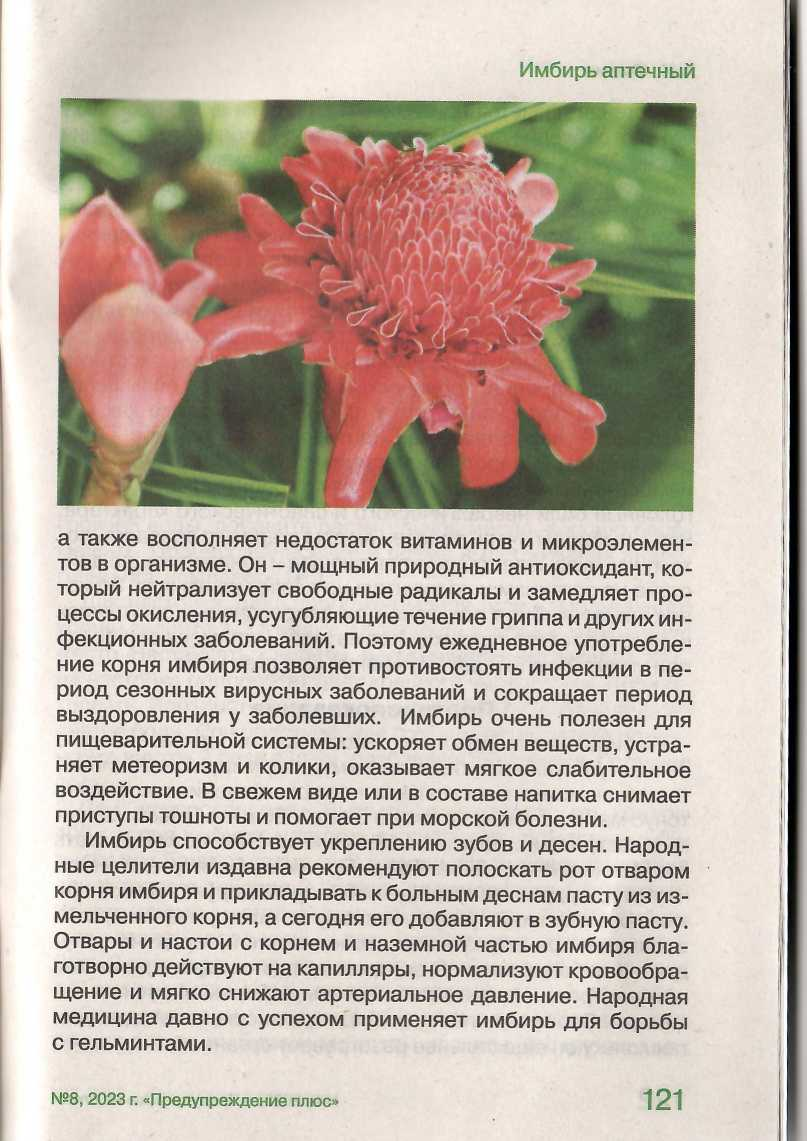 Имбирь аптечный
а также восполняет недостаток витаминов и микроэлемен-
тов в организме. Он – мощный природный антиоксидант, ко-
торый нейтрализует свободные радикалы и замедляет про-
цессы окисления, усугубляющие течение гриппа и других ин-
фекционных заболеваний. Поэтому ежедневное употребле-
ние корня имбиря позволяет противостоять инфекции в пе-
риод сезонных вирусных заболеваний и сокращает период
выздоровления у заболевших. Имбирь очень полезен для
пищеварительной системы: ускоряет обмен веществ, устра-
няет метеоризм и колики, оказывает мягкое слабительное
воздействие. В свежем виде или в составе напитка снимает
приступы тошноты и помогает при морской болезни.
Имбирь способствует укреплению зубов и десен. Народ-
ные целители издавна рекомендуют полоскать рот отваром
корня имбиря и прикладывать к больным деснам пасту из из-
мельченного корня, а сегодня его добавляют в зубную пасту.
Отвары и настои с корнем и наземной частью имбиря бла-
готворно действуют на капилляры, нормализуют кровообра-
щение и мягко снижают артериальное давление. Народная
медицина давно с успехом применяет имбирь для борьбы
с гельминтами.
№8, 2023 г. «Предупреждение плюс»
121